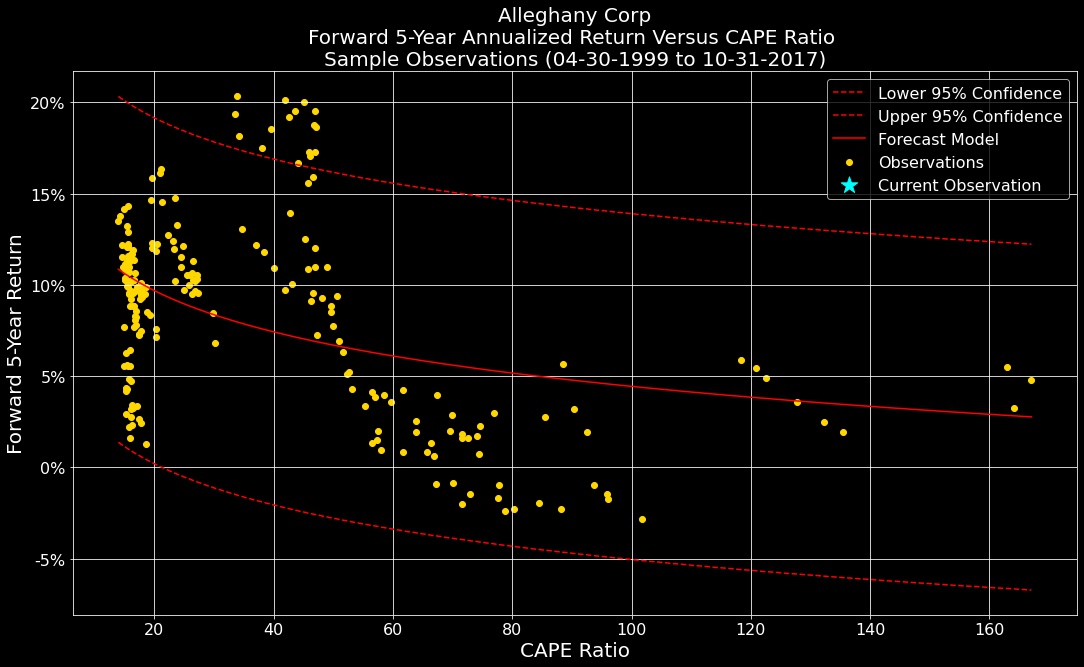 Alleghany Corp
Forward 5-Year Annualized Return Versus CAPE Ratio
Sample Observations (04-30-1999 to 10-31-2017)
Lower 95% Confidence
Upper 95% Confidence
Forecast Model
Observations
Current Observation
Forward 5-Year Return
20%
15%
10%
5%
0%
-5%
20 40 60 80 100 120 140 160
CAPE Ratio